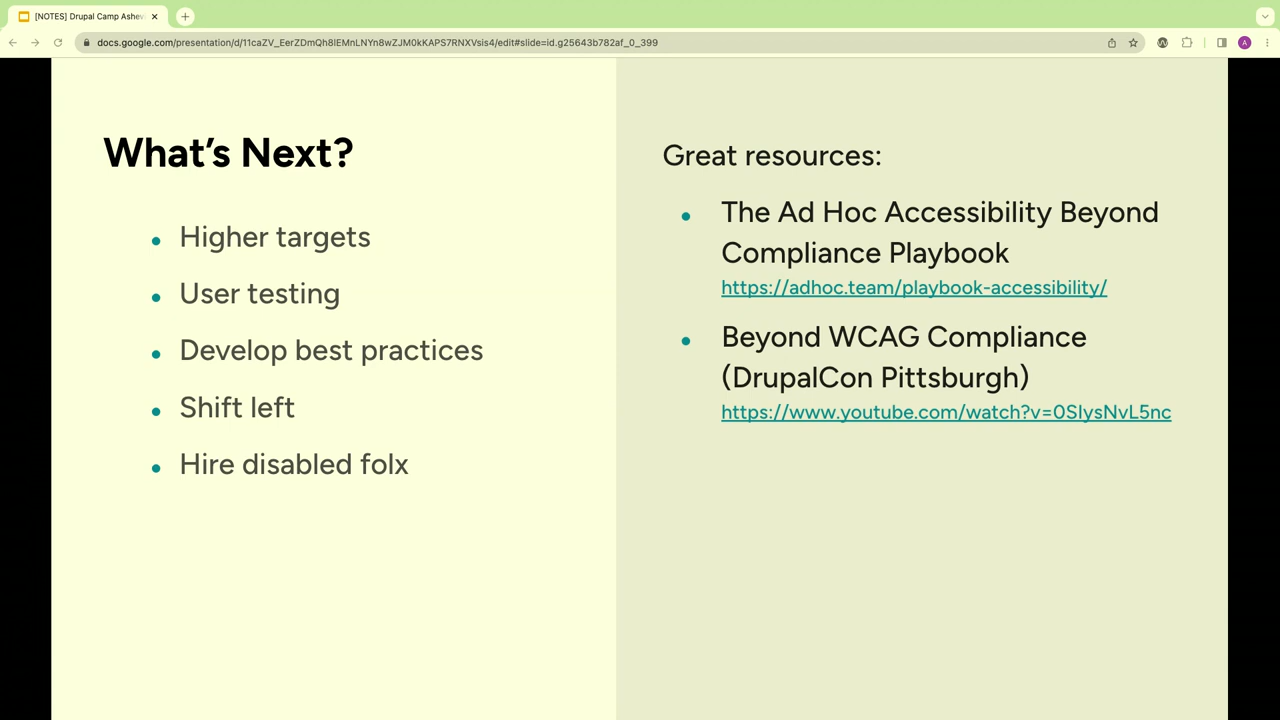 [NOTES] Drupal Camp Ashev
docs.google.com/presentation/d/11caZV_EerZDmQh8lEMnLNYn8wZJM0kKAPS7RNXVsis4/edit#slide=id.g25643b782af_0_399
A
What's Next?
Higher targets
User testing
Develop best practices
Shift left
Hire disabled folx
Great resources:
The Ad Hoc Accessibility Beyond
Compliance Playbook
https://adhoc.team/playbook-accessibility/
Beyond WCAG Compliance
(DrupalCon Pittsburgh)
https://www.youtube.com/watch?v=0SIysNvL5nc